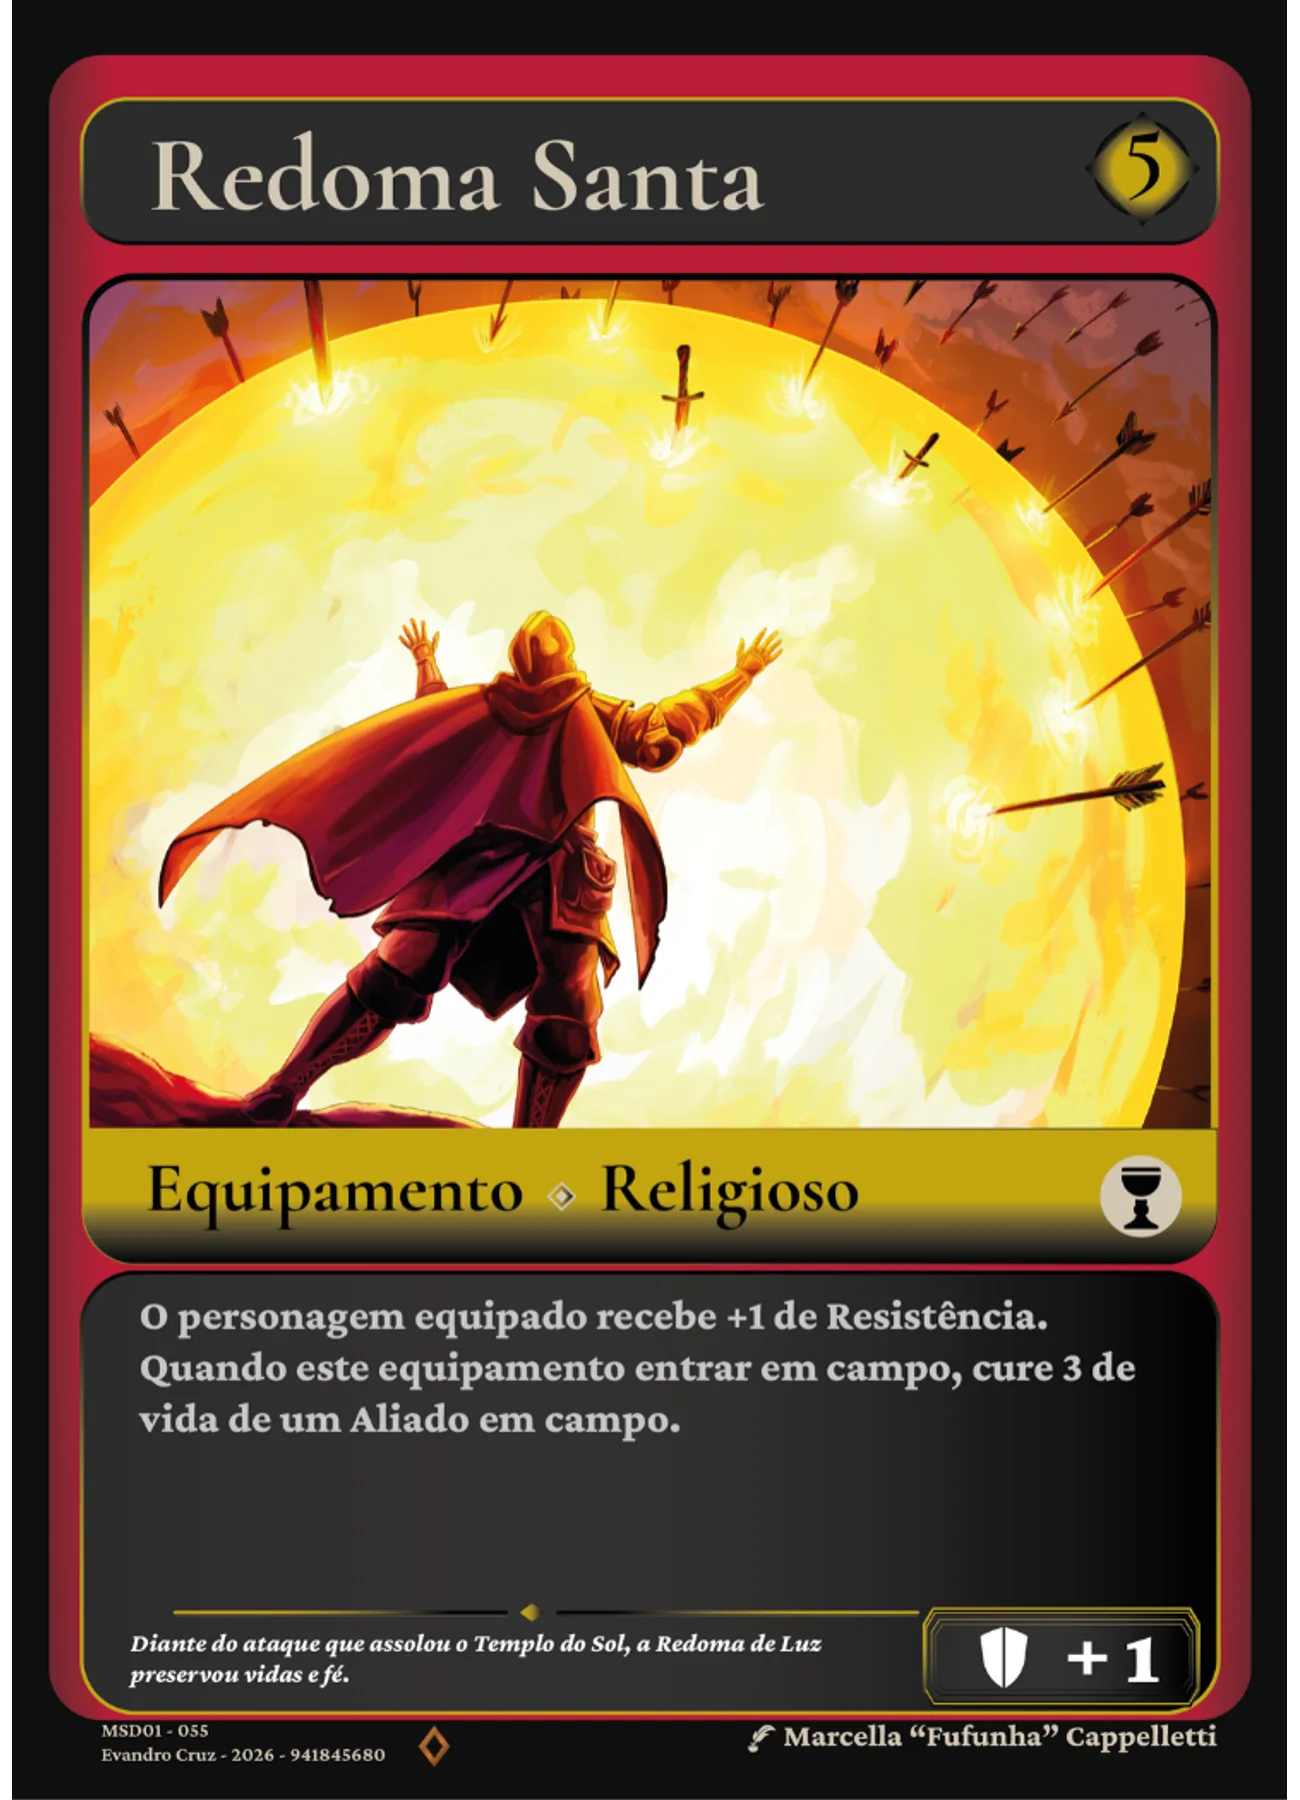 Redoma Santa
5
Equipamento Religioso
O personagem equipado recebe +1 de Resistência.
Quando este equipamento entrar em campo, cure 3 de
vida de um Aliado em campo.
Diante do ataque que assolou o Templo do Sol, a Redoma de Luz
preservou vidas e fé.
+ 1
MSD01 - 055
Evandro Cruz - 2026 - 941845680
Marcella “Fufunha” Cappelletti